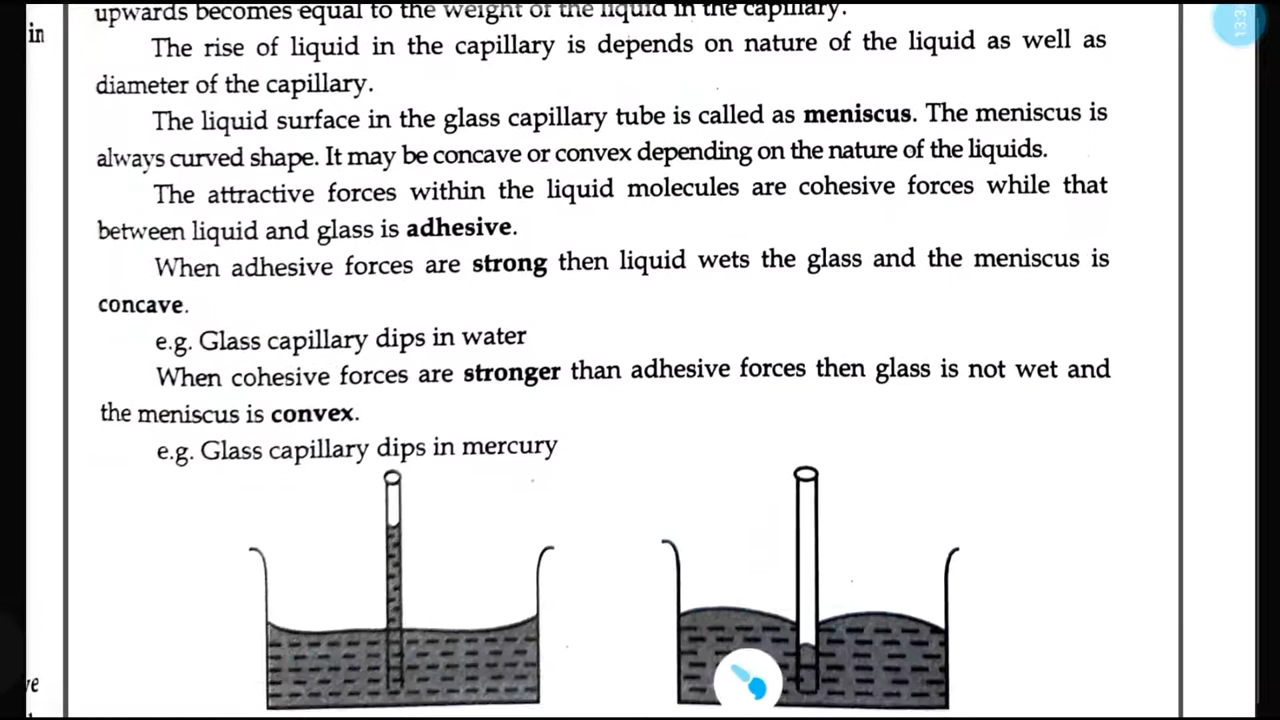 upwards becomes equal to the weight of the liquid in the capillary.
in
The rise of liquid in the capillary is depends on nature of the liquid as well as
diameter of the capillary.
The liquid surface in the glass capillary tube is called as meniscus. The meniscus is
always curved shape. It may be concave or convex depending on the nature of the liquids.
The attractive forces within the liquid molecules are cohesive forces while that
between liquid and glass is adhesive.
When adhesive forces are strong then liquid wets the glass and the meniscus is
concave.
e.g. Glass capillary dips in water
When cohesive forces are stronger than adhesive forces then glass is not wet and
the meniscus is convex.
e.g. Glass capillary dips in mercury